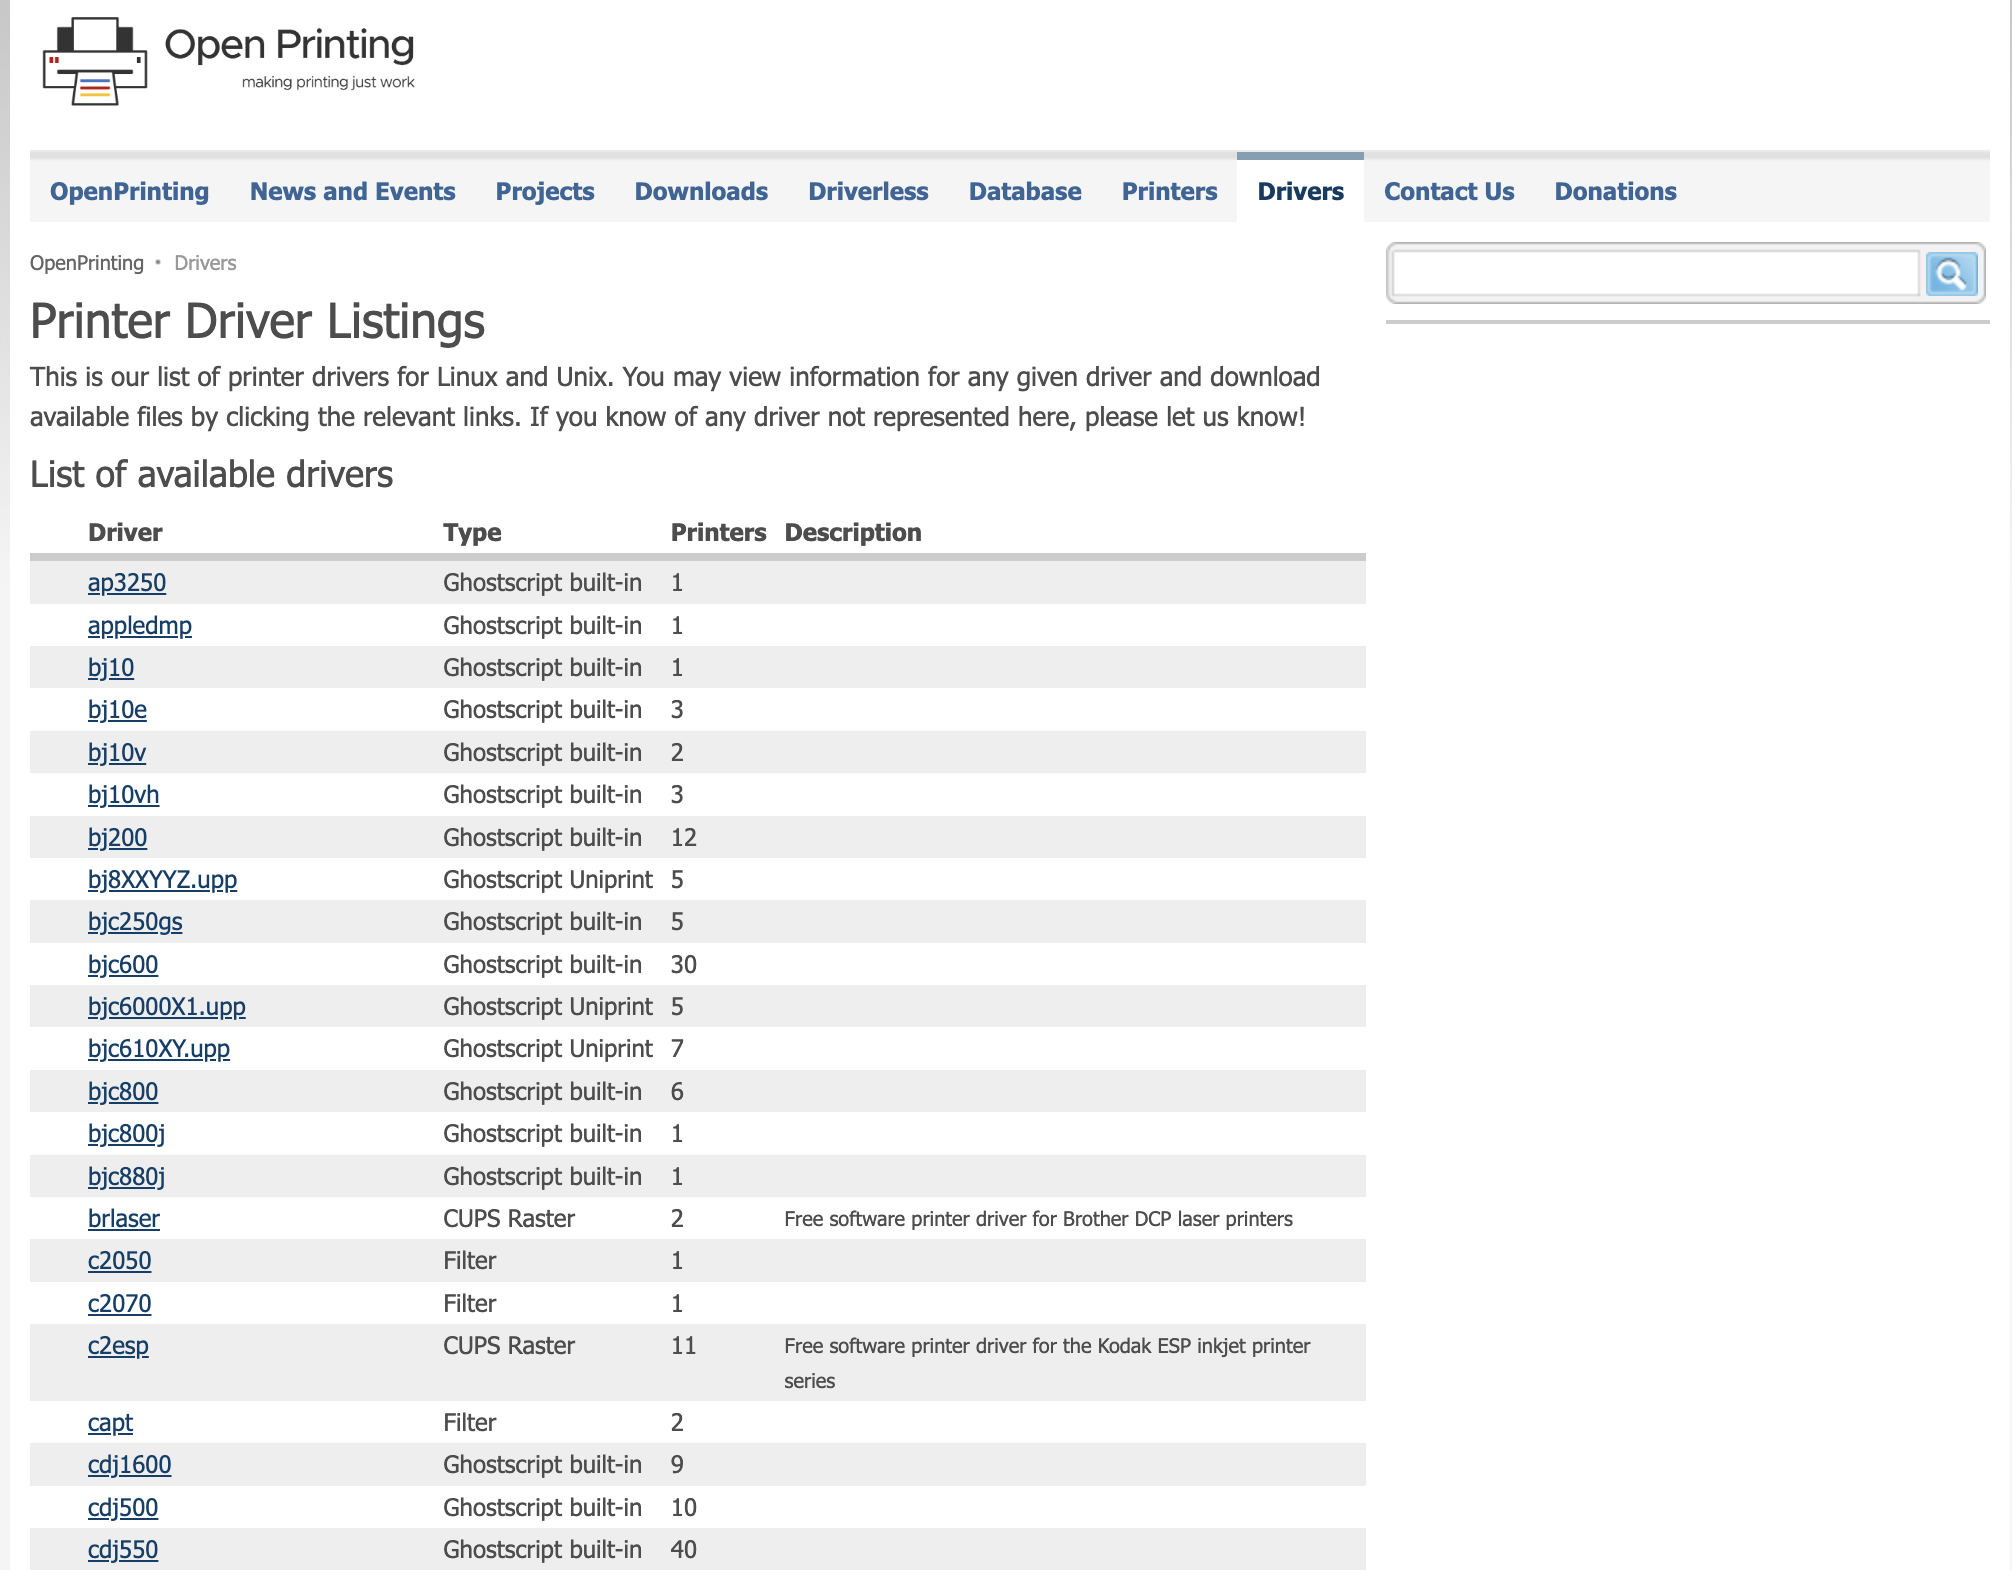 Open Printing
making printing just work
OpenPrinting News and Events Projects Downloads Driverless Database Printers Drivers Contact Us Donations
OpenPrinting • Drivers
Printer Driver Listings
This is our list of printer drivers for Linux and Unix. You may view information for any given driver and download
available files by clicking the relevant links. If you know of any driver not represented here, please let us know!
List of available drivers
Driver Type Printers Description
ap3250 Ghostscript built-in 1
appledmp Ghostscript built-in 1
bj10 Ghostscript built-in 1
bj10e Ghostscript built-in 3
bj10v Ghostscript built-in 2
bj10vh Ghostscript built-in 3
bj200 Ghostscript built-in 12
bj8XXYYZ.upp Ghostscript Uniprint 5
bjc250gs Ghostscript built-in 5
bjc600 Ghostscript built-in 30
bjc6000X1.upp Ghostscript Uniprint 5
bjc610XY.upp Ghostscript Uniprint 7
bjc800 Ghostscript built-in 6
bjc800j Ghostscript built-in 1
bjc880j Ghostscript built-in 1
brlaser CUPS Raster 2 Free software printer driver for Brother DCP laser printers
c2050 Filter 1
c2070 Filter 1
c2esp CUPS Raster 11 Free software printer driver for the Kodak ESP inkjet printer
series
capt Filter 2
cdj1600 Ghostscript built-in 9
cdj500 Ghostscript built-in 10
cdj550 Ghostscript built-in 40